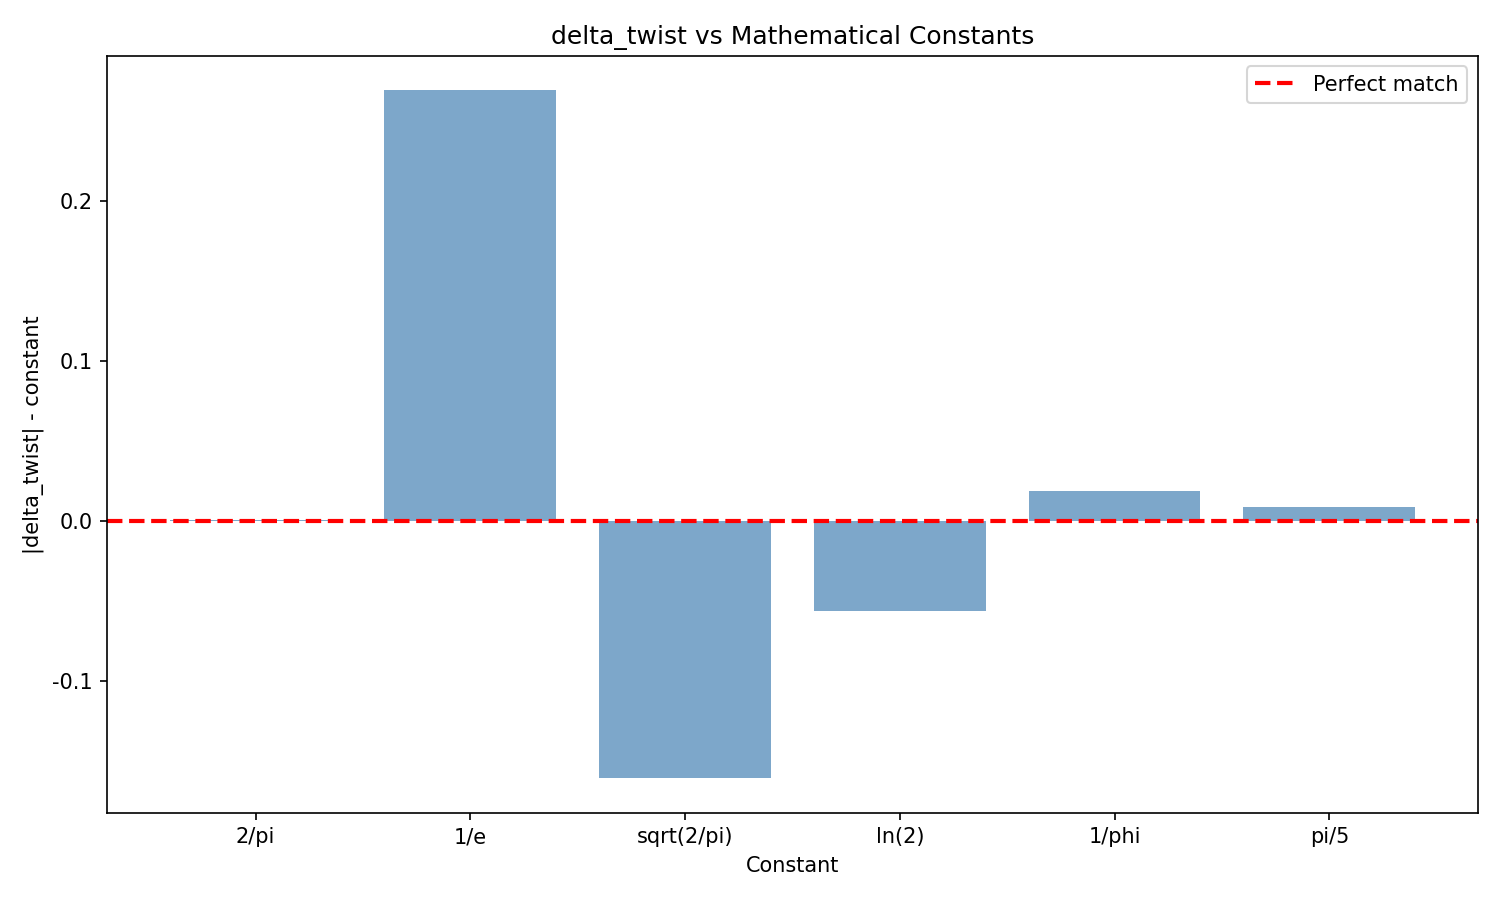 delta_twist vs Mathematical Constants
Perfect match
|delta_twist| - constant
0.2
0.1
0.0
-0.1
2/pi
1/e
sqrt(2/pi)
ln(2)
1/phi
pi/5
Constant